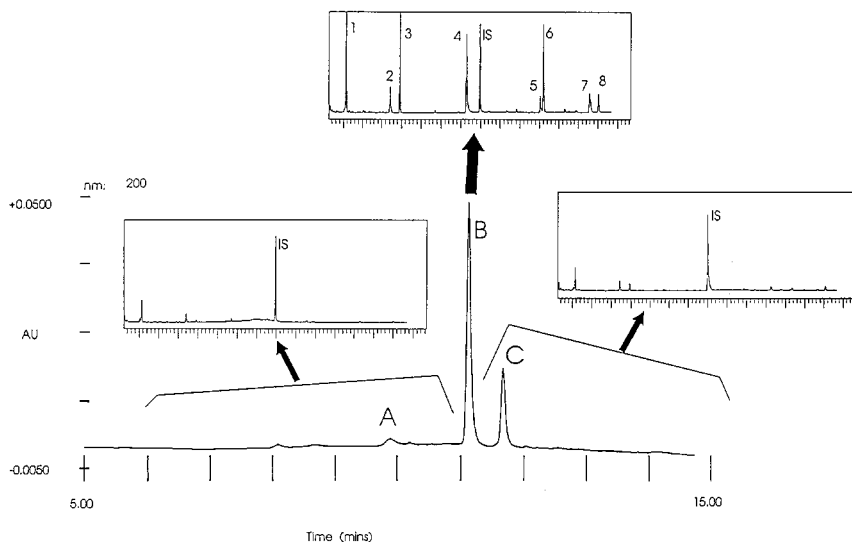 1 3 4 IS 6
2 5 7 8
nm: 200
+0.0500
IS
IS
B
AU
C
A
-0.0050
5.00 15.00
Time (mins)